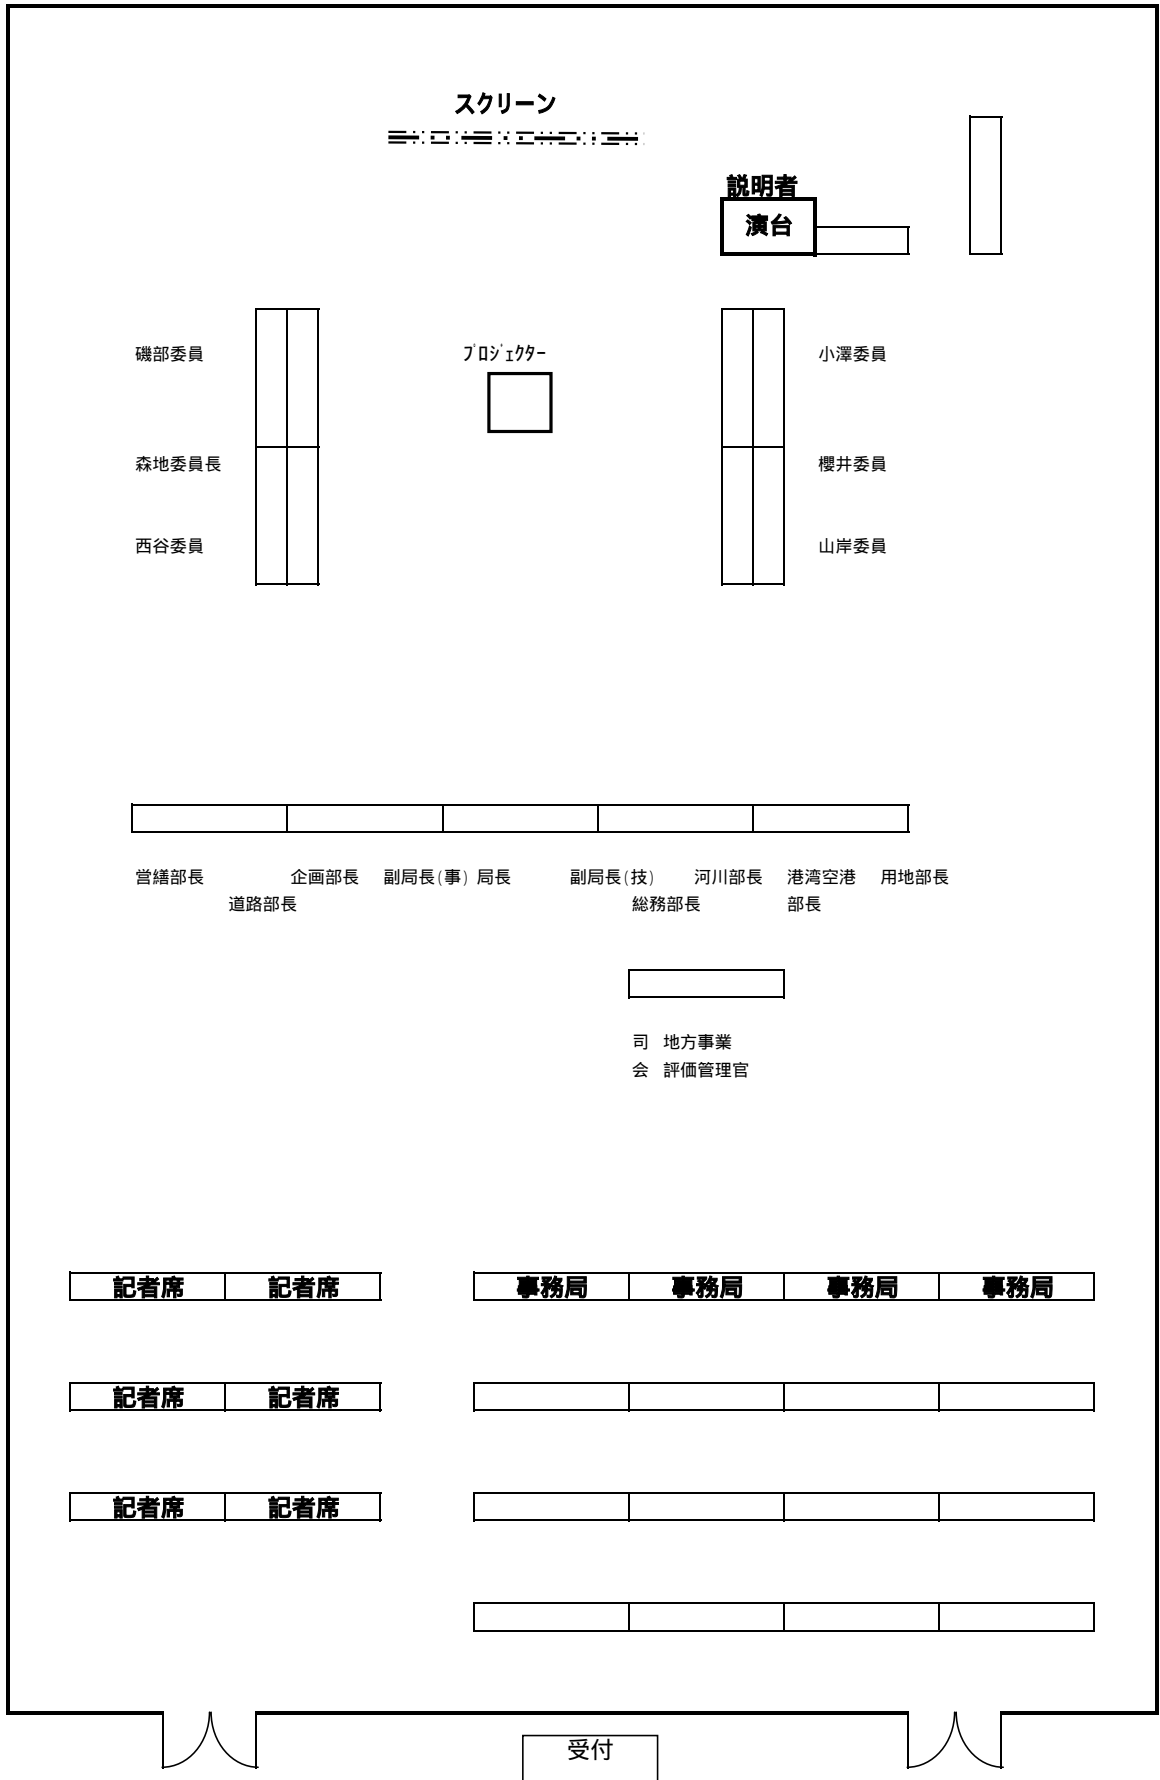 スクリーン
説明者
演台
磯部委員 ﾌﾟﾛｼﾞｪｸﾀｰ 小澤委員
森地委員長 櫻井委員
西谷委員 山岸委員
営繕部長 企画部長 副局長(事) 局長 副局長(技) 河川部長 港湾空港 用地部長
道路部長 総務部長 部長
司 地方事業
会 評価管理官
記者席 記者席 事務局 事務局 事務局 事務局
記者席 記者席
記者席 記者席
受付